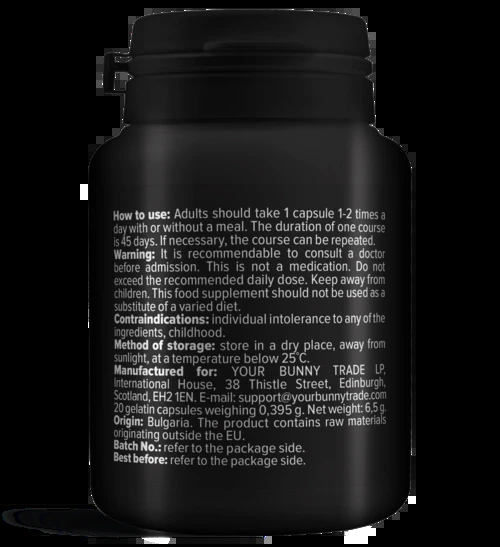 How to use: Adults should take 1 capsule 1-2 times a
day with or without a meal. The duration of one course
is 45 days. If necessary, the course can be repeated.
Warning: It is recommendable to consult a doctor
before admission. This is not a medication. Do not
exceed the recommended daily dose. Keep away from
children. This food supplement should not be used as a
substitute of a varied diet.
Contraindications: individual intolerance to any of the
ingredients, childhood.
Method of storage: store in a dry place, away from
sunlight, at a temperature below 25°C.
Manufactured for: YOUR BUNNY TRADE LP,
International House, 38 Thistle Street, Edinburgh,
Scotland, EH2 1EN. E-mail: support@yourbunnytrade.com
20 gelatin capsules weighing 0,395 g. Net weight: 6,5 g.
Origin: Bulgaria. The product contains raw materials
originating outside the EU.
Batch No.: refer to the package side.
Best before: refer to the package side.